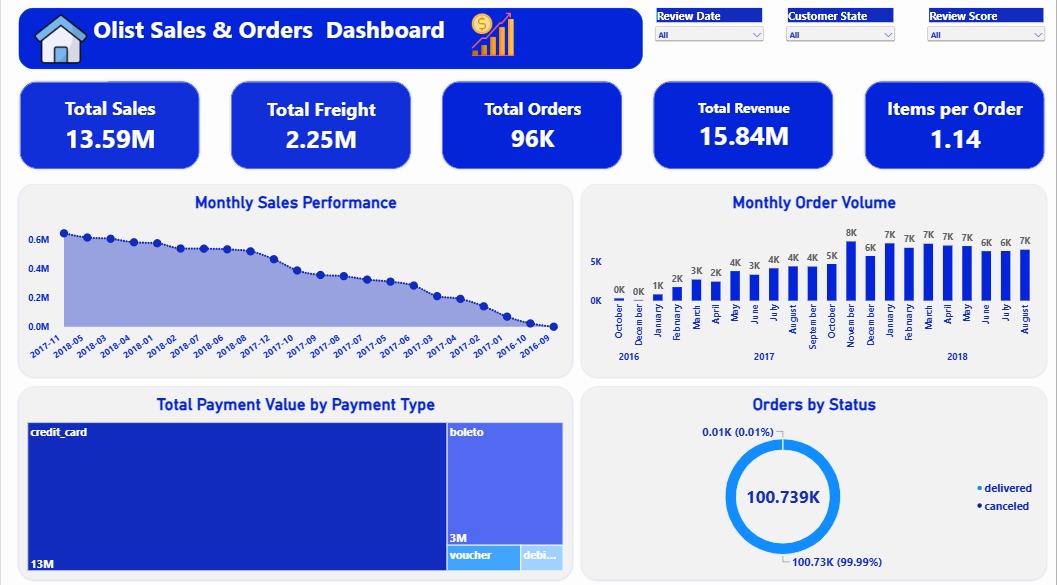 Olist Sales & Orders Dashboard
Review Date
All
Customer State
All
Review Score
All
Total Sales
13.59M
Total Freight
2.25M
Total Orders
96K
Total Revenue
15.84M
Items per Order
1.14
Monthly Sales Performance
0.6M
0.4M
0.2M
0.0M
2017-11
2018-05
2018-03
2018-04
2018-01
2018-02
2018-07
2018-06
2018-08
2017-12
2017-10
2017-09
2017-08
2017-07
2017-05
2017-06
2017-03
2017-04
2017-02
2017-01
2016-10
2016-09
Monthly Order Volume
5K
0K
0K 0K 1K 2K 3K 2K 4K 3K 4K 4K 4K 5K 8K 6K 7K 7K 7K 7K 7K 6K 6K 7K
October
December
January
February
March
April
May
June
July
August
September
October
November
December
January
February
March
April
May
June
July
August
2016 2017 2018
Total Payment Value by Payment Type
credit_card
13M
boleto
3M
voucher
debi...
Orders by Status
0.01K (0.01%)
100.739K
100.73K (99.99%)
delivered
canceled